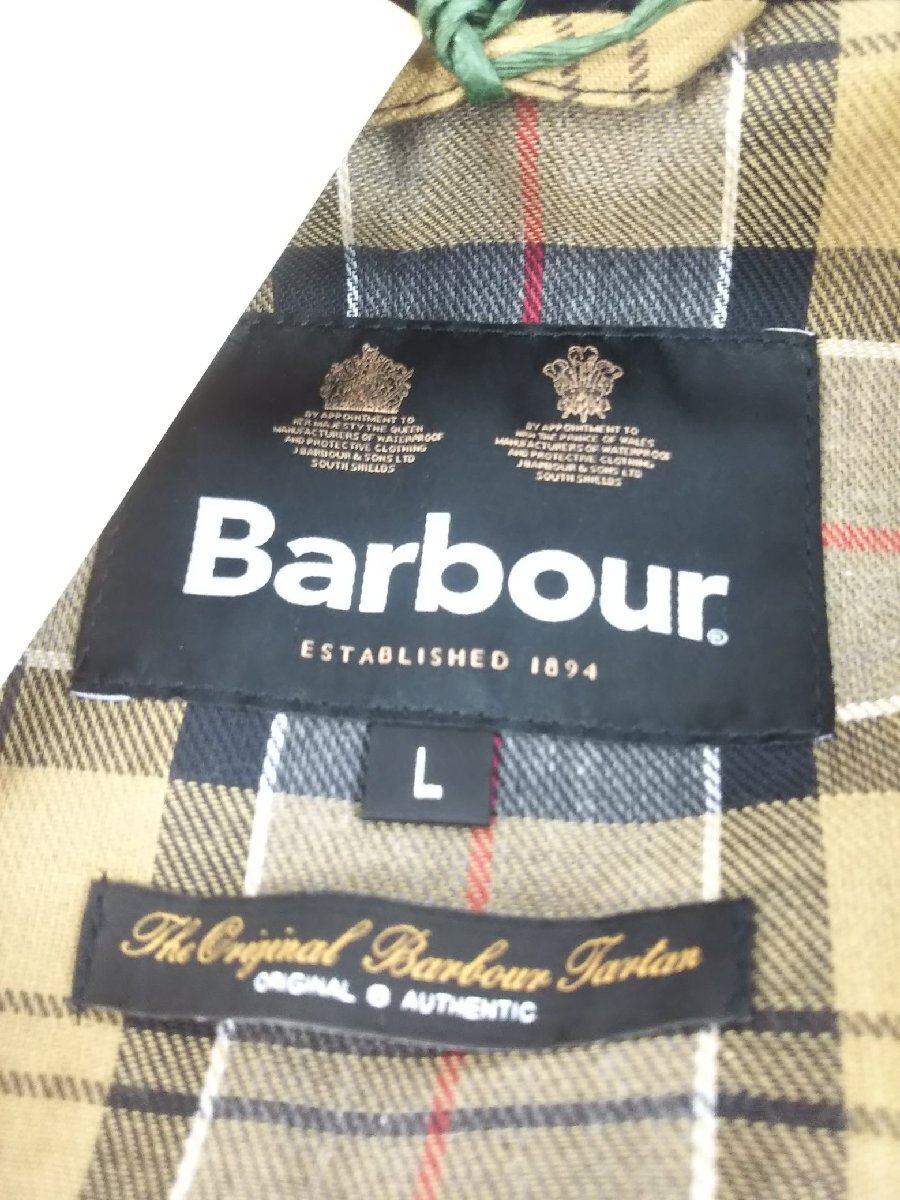 BY APPOINTMENT TO
HER MAJESTY THE QUEEN
MANUFACTURERS OF WATERPROOF
AND PROTECTIVE CLOTHING
J BARBOUR & SONS LTD
SOUTH SHIELDS
BY APPOINTMENT TO
HRH THE PRINCE OF WALES
MANUFACTURERS OF WATERPROOF
AND PROTECTIVE CLOTHING
J BARBOUR & SONS LTD
SOUTH SHIELDS
Barbour®
ESTABLISHED 1894
L
The Original Barbour Tartan
ORIGINAL & AUTHENTIC